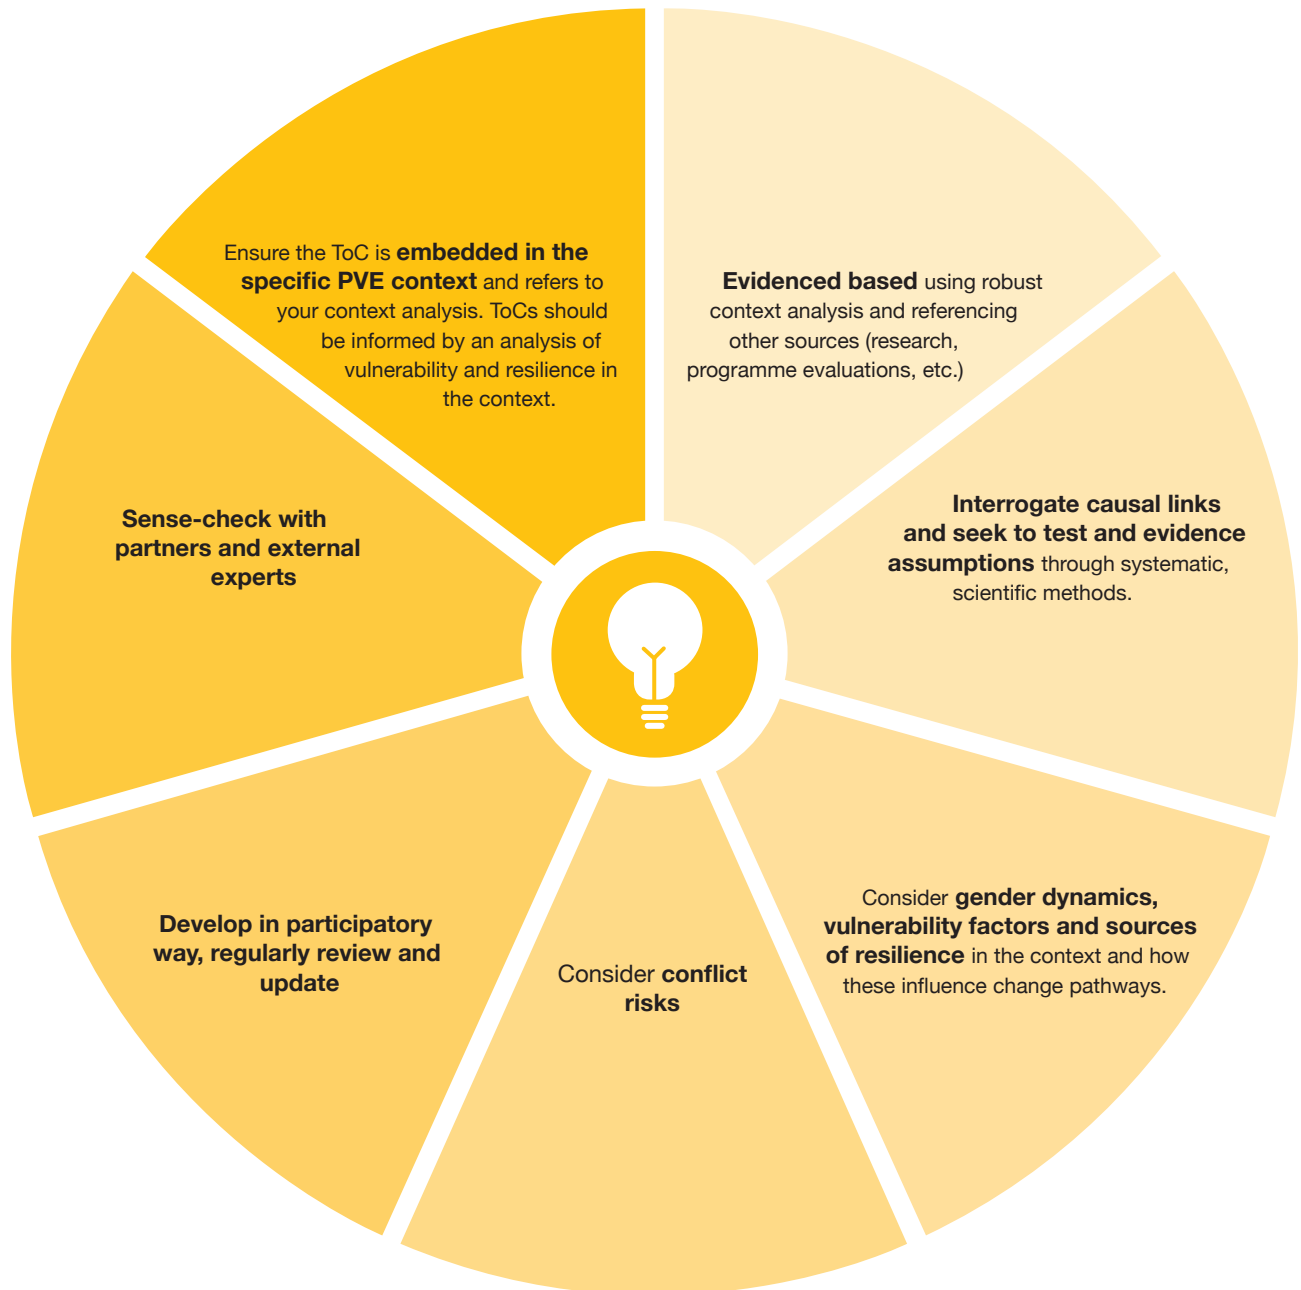 Ensure the ToC is embedded in the
specific PVE context and refers to
your context analysis. ToCs should
be informed by an analysis of
vulnerability and resilience in
the context.
Evidenced based using robust
context analysis and referencing
other sources (research,
programme evaluations, etc.)
Interrogate causal links
and seek to test and evidence
assumptions through systematic,
scientific methods.
Consider gender dynamics,
vulnerability factors and sources
of resilience in the context and how
these influence change pathways.
Consider conflict
risks
Develop in participatory
way, regularly review and
update
Sense-check with
partners and external
experts